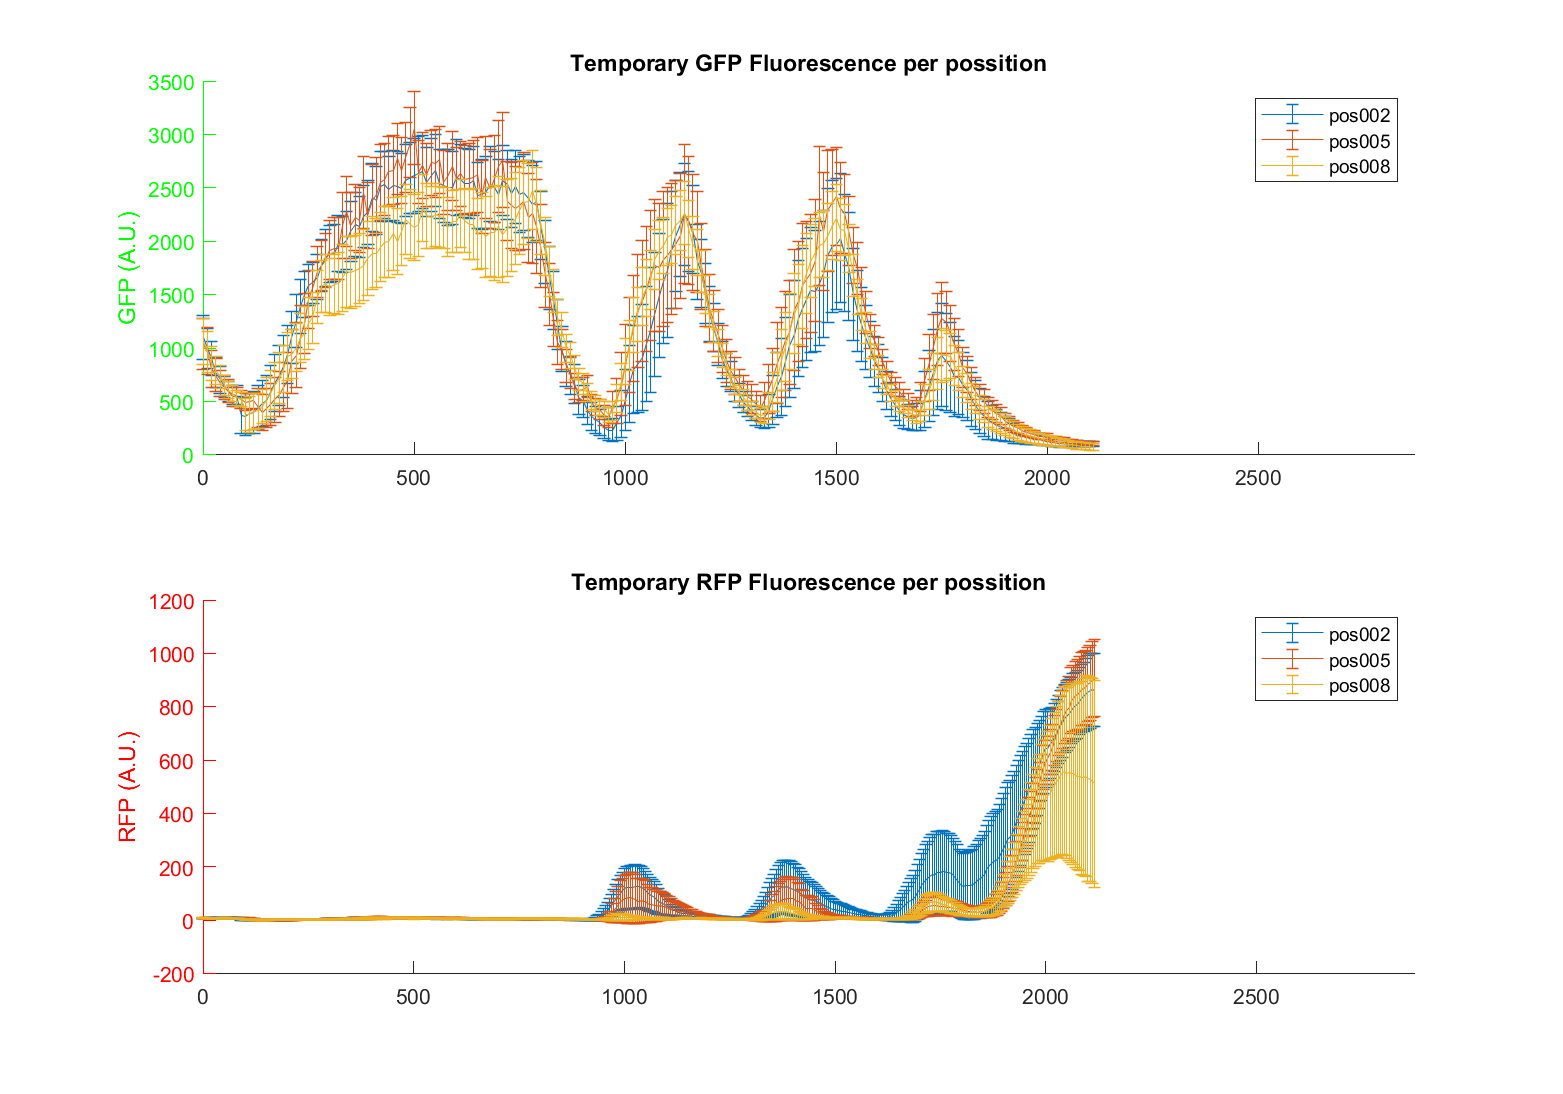 Temporary GFP Fluorescence per possition
GFP (A.U.)
3500
3000
2500
2000
1500
1000
500
0
0 500 1000 1500 2000 2500
pos002
pos005
pos008
Temporary RFP Fluorescence per possition
RFP (A.U.)
1200
1000
800
600
400
200
0
-200
0 500 1000 1500 2000 2500
pos002
pos005
pos008